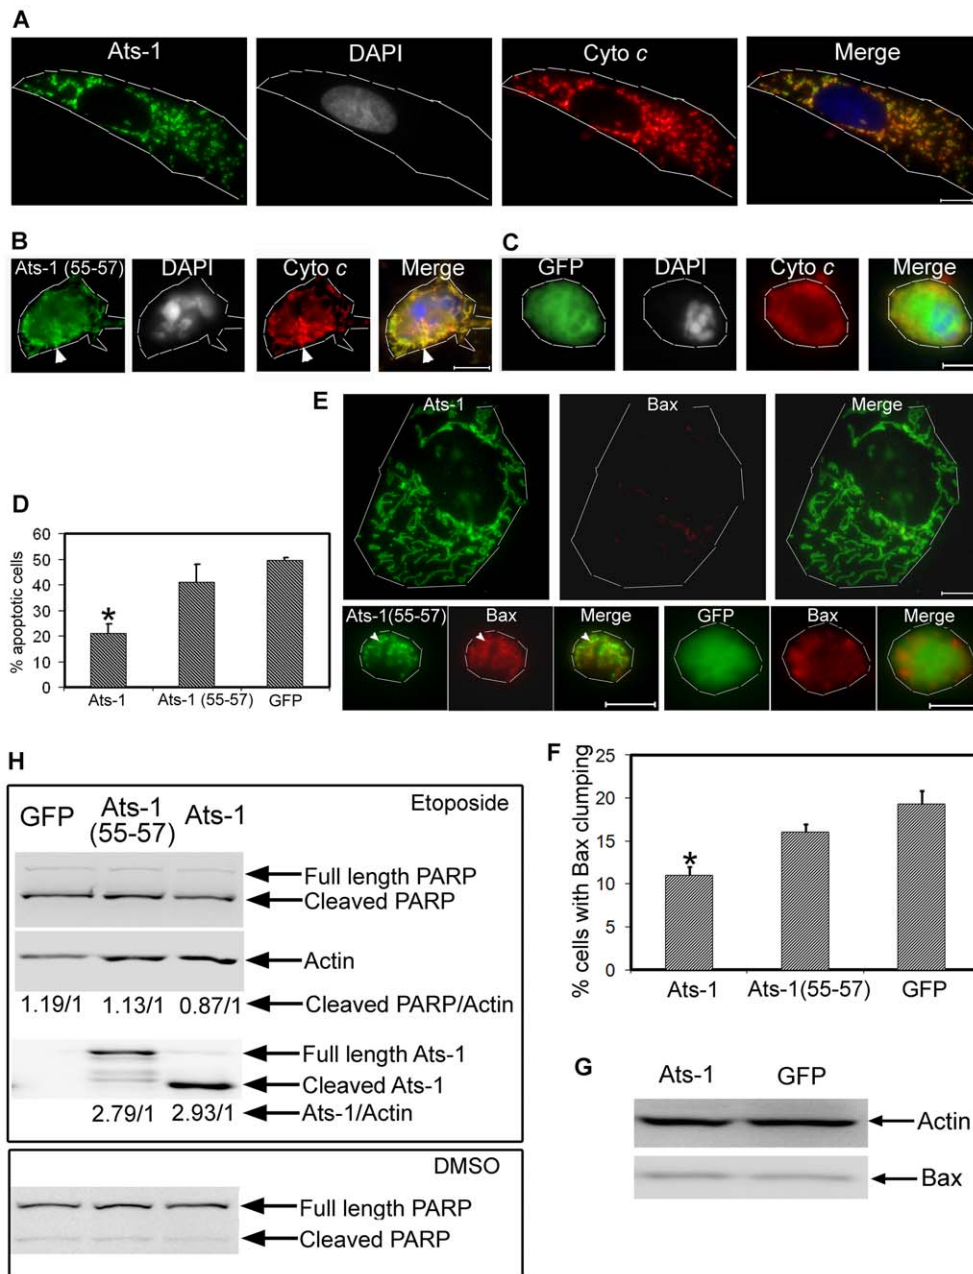 A
Ats-1 DAPI Cyto c Merge
B
Ats-1 (55-57) DAPI Cyto c Merge
C
GFP DAPI Cyto c Merge
E
Ats-1 Bax Merge
D
% apoptotic cells
60
50
40
30
20
10
0
*
Ats-1 Ats-1 (55-57) GFP
Ats-1(55-57) Bax Merge GFP Bax Merge
H
Etoposide
GFP Ats-1 (55-57) Ats-1
Full length PARP
Cleaved PARP
Actin
1.19/1 1.13/1 0.87/1 Cleaved PARP/Actin
Full length Ats-1
Cleaved Ats-1
2.79/1 2.93/1 Ats-1/Actin
DMSO
Full length PARP
Cleaved PARP
F
% cells with Bax clumping
25
20
15
10
5
0
*
Ats-1 Ats-1(55-57) GFP
G
Ats-1 GFP
Actin
Bax